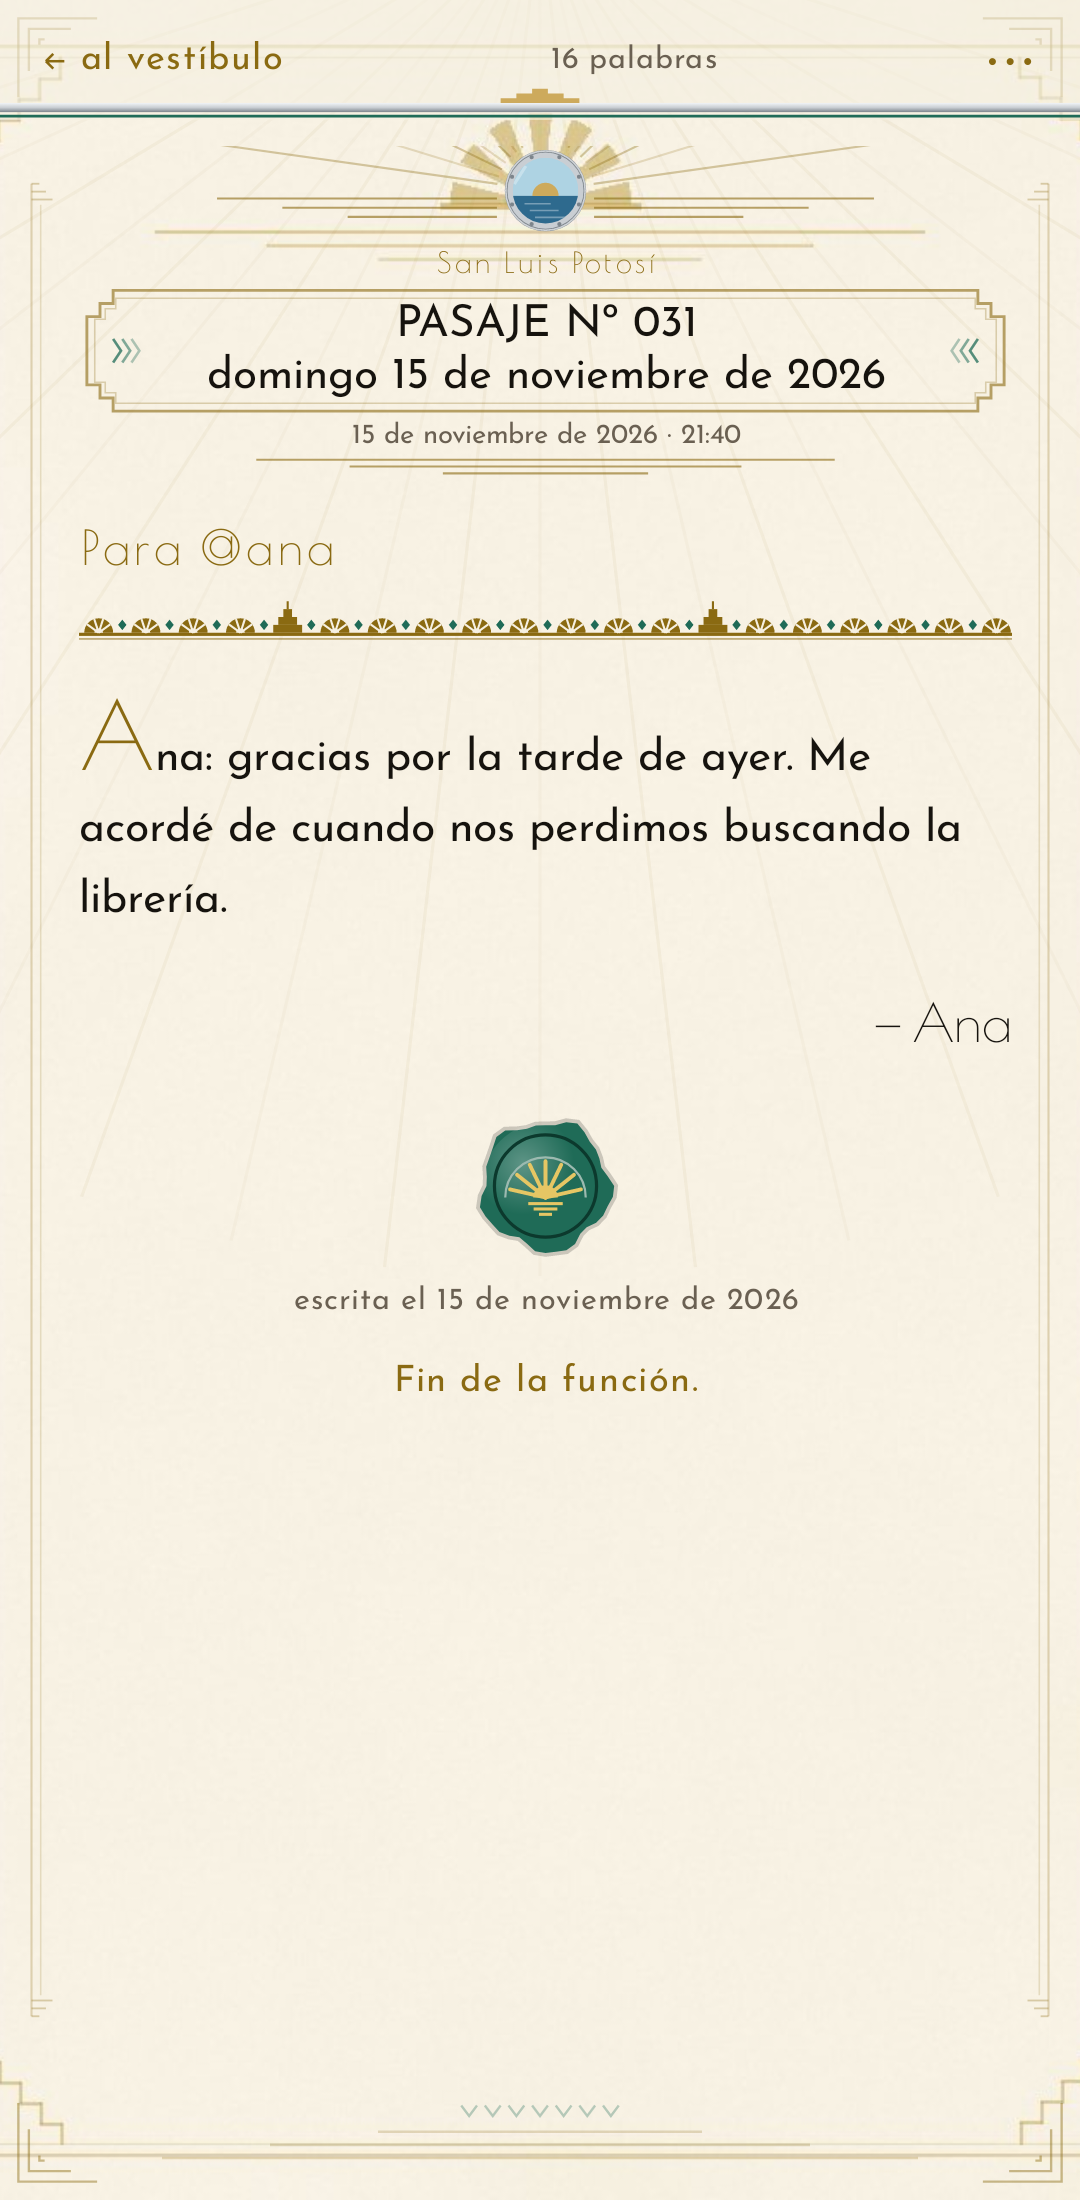 ← al vestíbulo
16 palabras
San Luis Potosí
PASAJE Nº 031
domingo 15 de noviembre de 2026
15 de noviembre de 2026 · 21:40
Para @ana
Ana: gracias por la tarde de ayer. Me
acordé de cuando nos perdimos buscando la
librería.
– Ana
escrita el 15 de noviembre de 2026
Fin de la función.